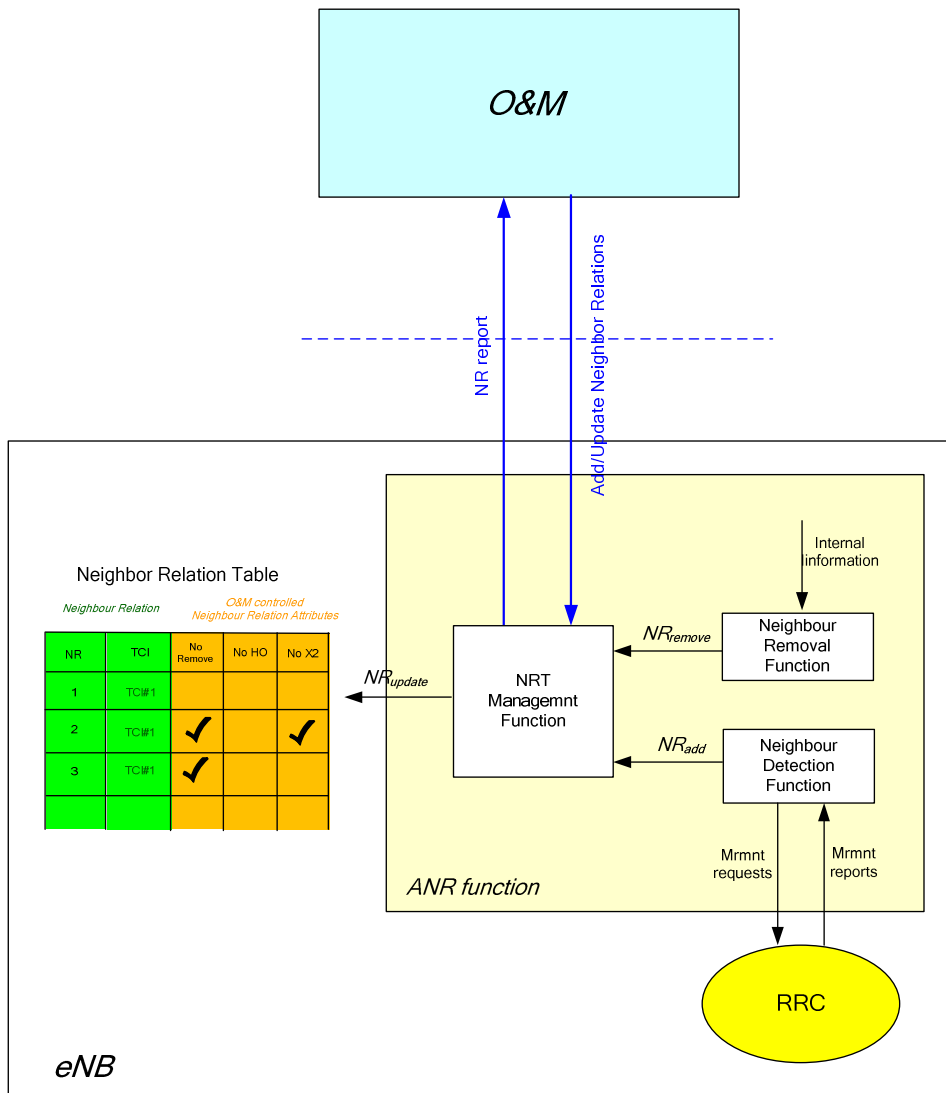 O&M
NR report
Add/Update Neighbor Relations
Neighbor Relation Table
Neighbour Relation
O&M controlled
Neighbour Relation Attributes
NR TCI No Remove No HO No X2
1 TCI#1
2 TCI#1
3 TCI#1
NRupdate
NRT
Managemnt
Function
NRremove
NRadd
Internal
Iinformation
Neighbour
Removal
Function
Neighbour
Detection
Function
Mrmnt
requests
Mrmnt
reports
ANR function
RRC
eNB